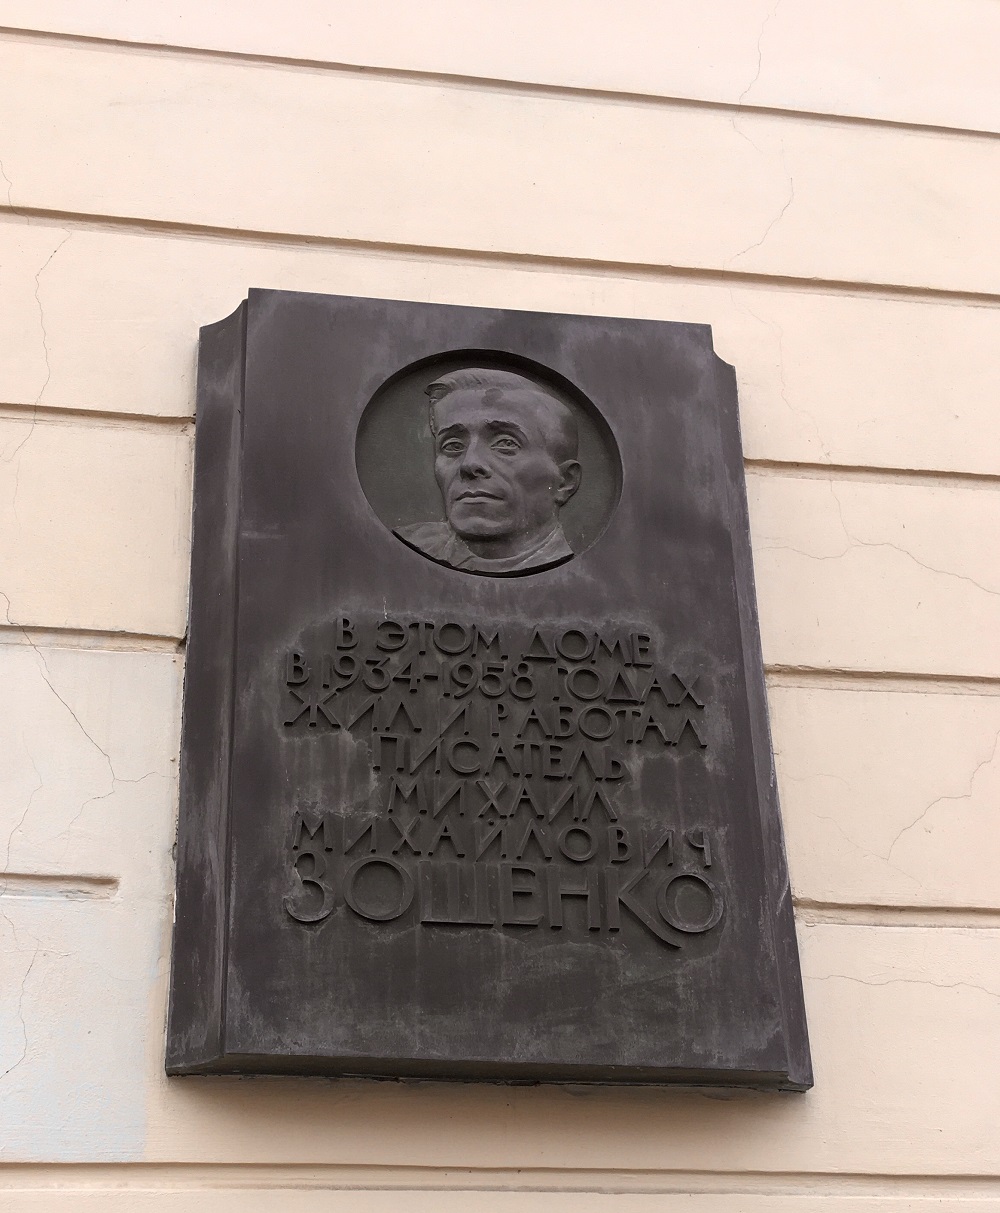 В ЭТОМ ДОМЕ
В 1934-1958 ГОДАХ
ЖИЛ И РАБОТАЛ
ПИСАТЕЛЬ
МИХАИЛ
МИХАЙЛОВИЧ
ЗОЩЕНКО